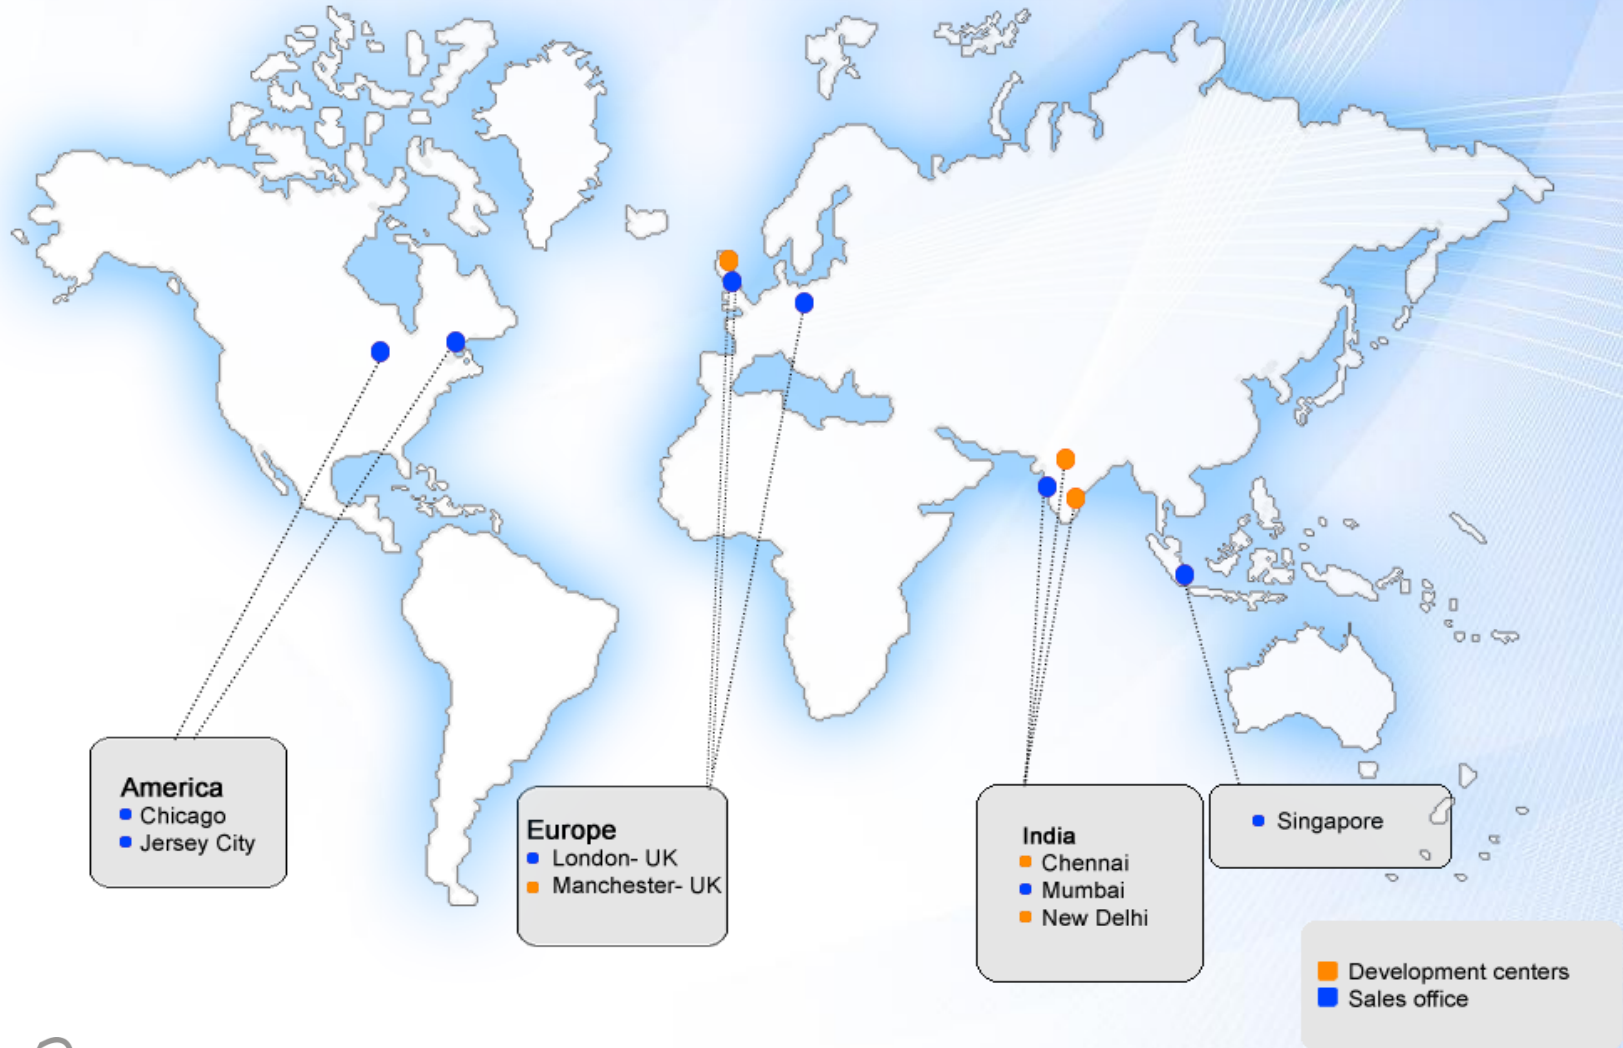 America
Chicago
Jersey City
Europe
London- UK
Manchester- UK
India
Chennai
Mumbai
New Delhi
Singapore
Development centers
Sales office